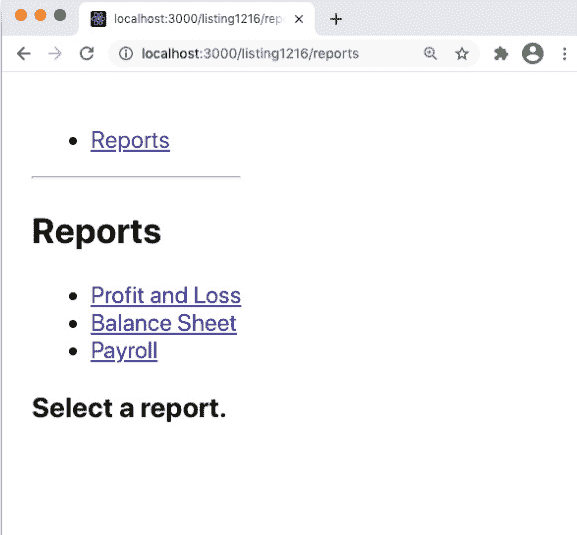 localhost:3000/listing1216/rep
localhost:3000/listing1216/reports
Reports
Reports
Profit and Loss
Balance Sheet
Payroll
Select a report.